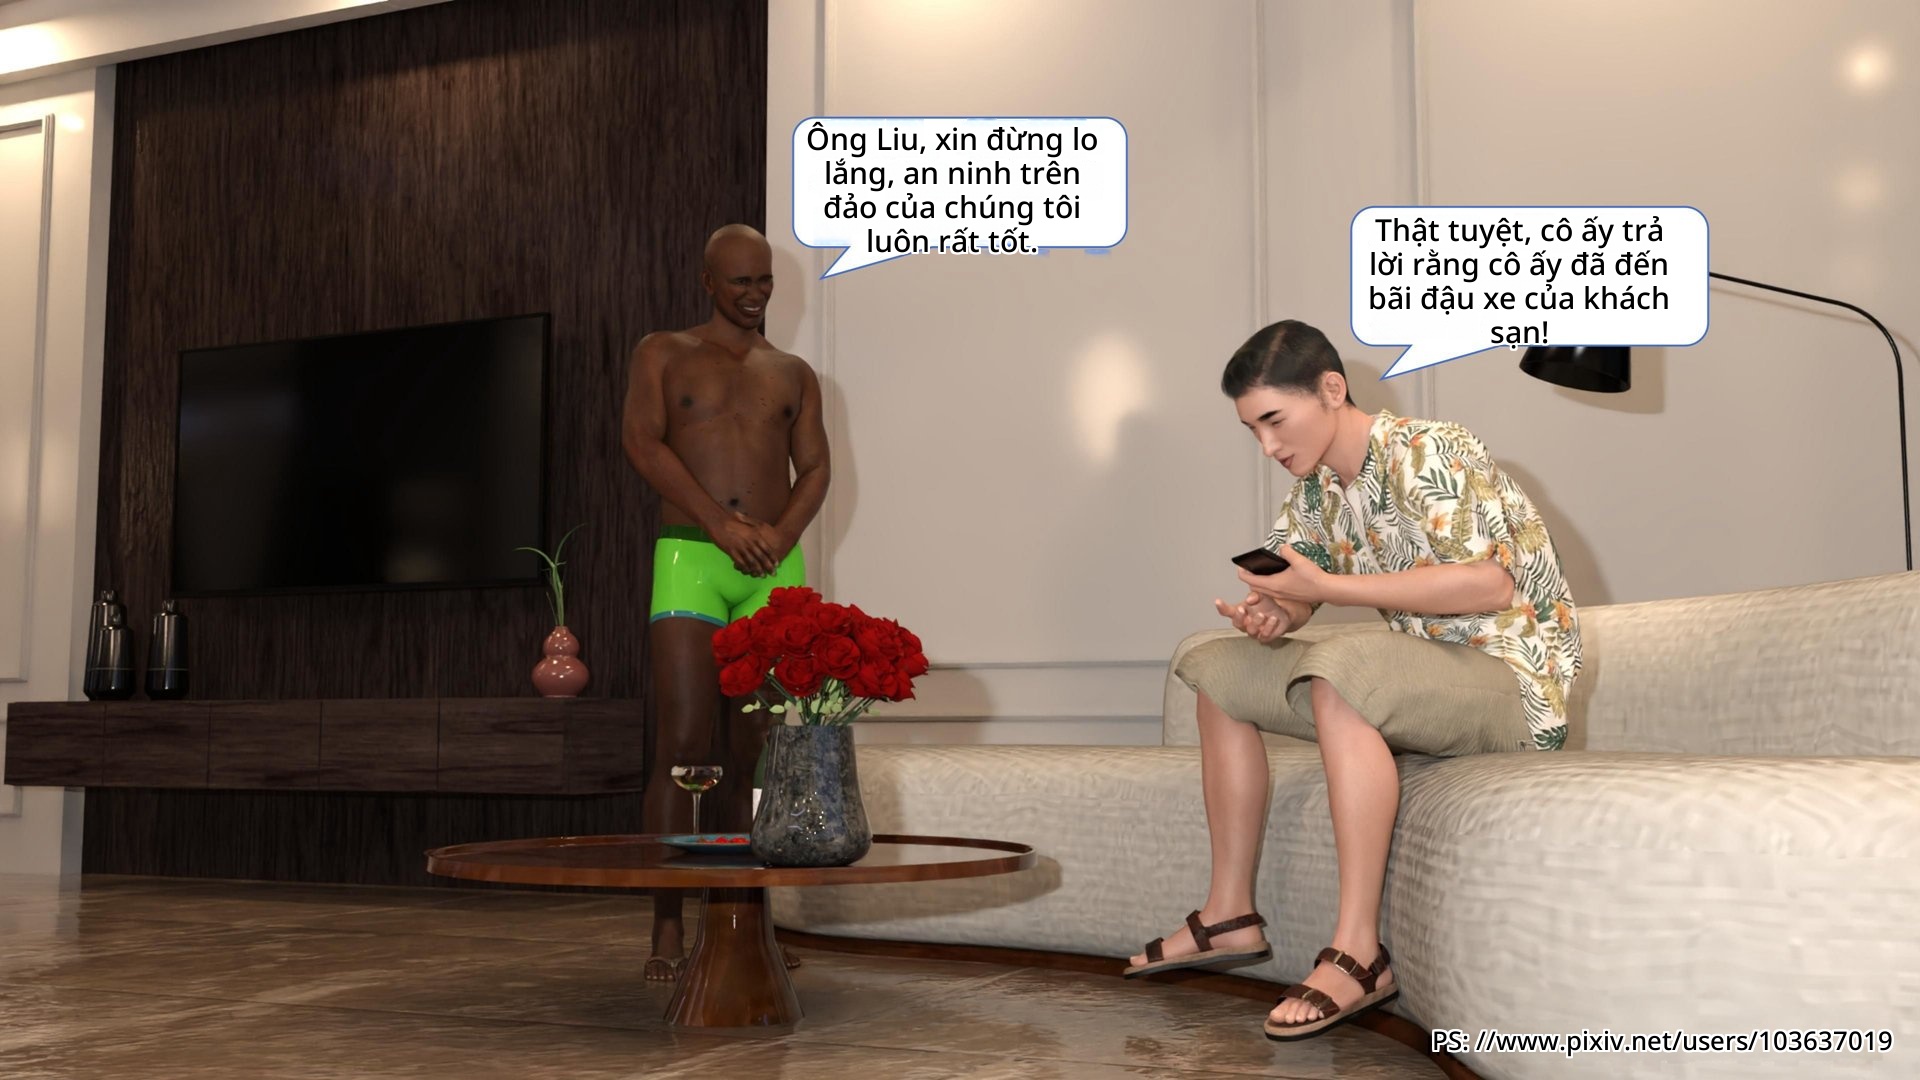 Ông Liu, xin đừng lo
lắng, an ninh trên
đảo của chúng tôi
luôn rất tốt.
Thật tuyệt, cô ấy trả
lời rằng cô ấy đã đến
bãi đậu xe của khách
sạn!
PS: //www.pixiv.net/users/103637019